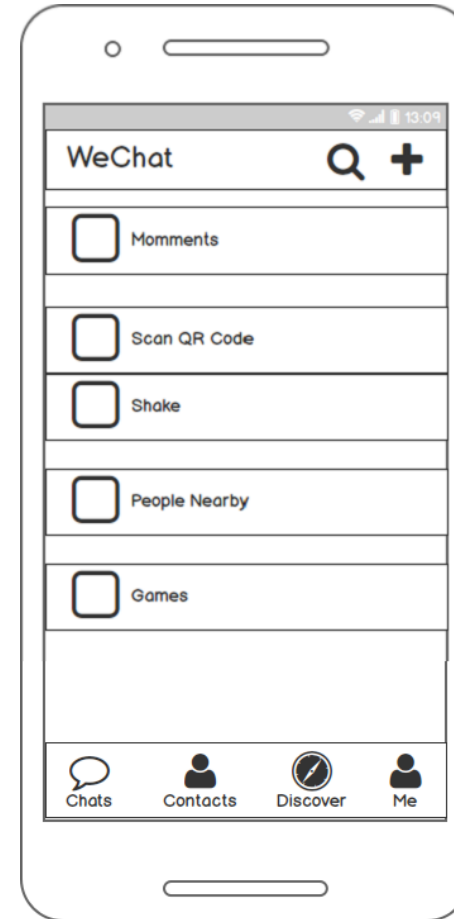 13:09
WeChat
Momments
Scan QR Code
Shake
People Nearby
Games
Chats Contacts Discover Me